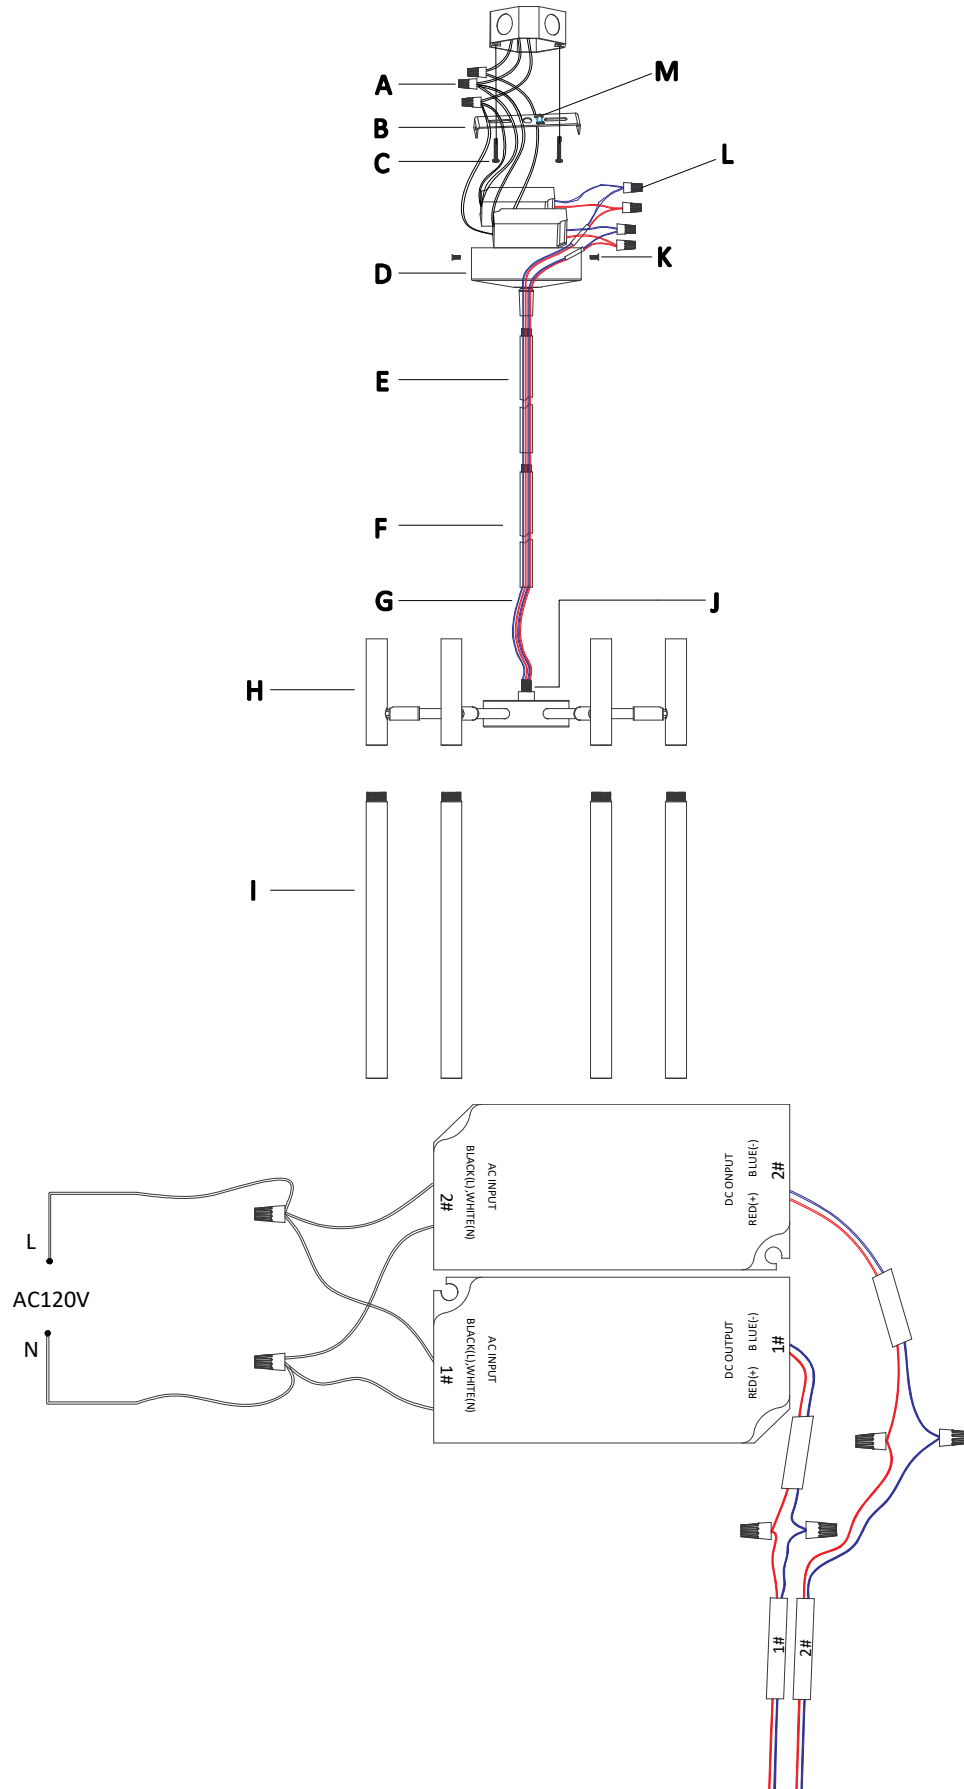 M
A
B
C
L
K
D
E
F
G
J
H
I
AC INPUT
BLACK(L),WHITE(N)
2#
DC ONPUT
RED(+) BLUE(-)
2#
L
AC120V
N
AC INPUT
BLACK(L),WHITE(N)
1#
DC OUTPUT
RED(+) BLUE(-)
1#
1#
2#